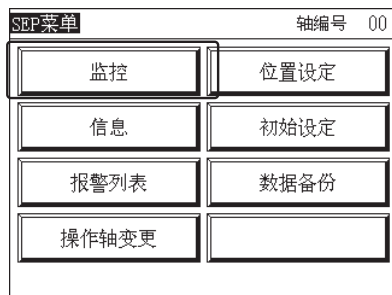 SEP菜单 轴编号 00
监控 位置设定
信息 初始设定
报警列表 数据备份
操作轴变更